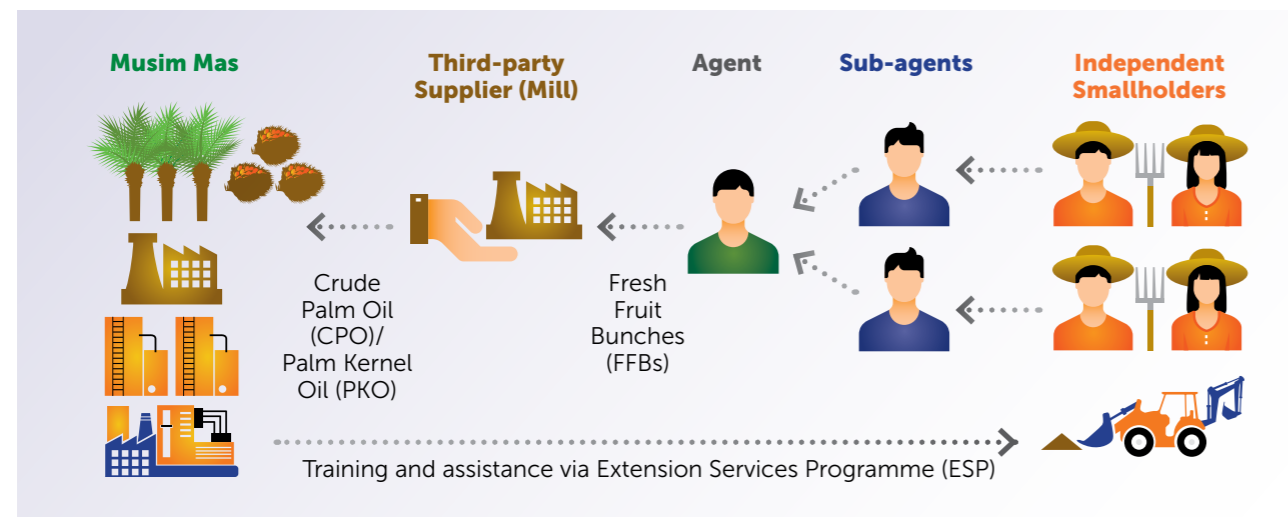 Musim Mas
Third-party
Supplier (Mill)
Agent
Sub-agents
Independent
Smallholders
Crude
Palm Oil
(CPO)/
Palm Kernel
Oil (PKO)
Fresh
Fruit
Bunches
(FFBs)
Training and assistance via Extension Services Programme (ESP)